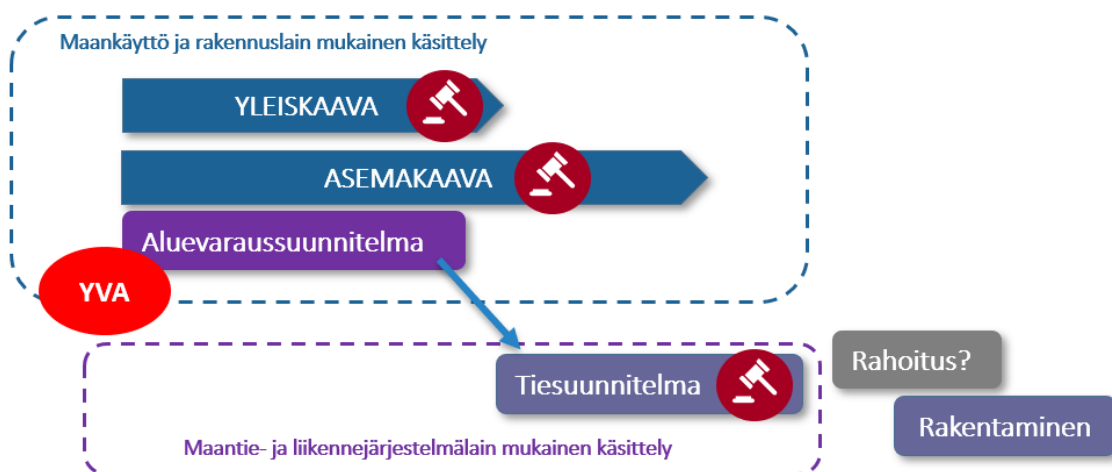 Maankäyttö ja rakennuslain mukainen käsittely
YLEISKAAVA
ASEMAKAAVA
Aluevaraussuunnitelma
YVA
Tiesuunnitelma
Rahoitus?
Rakentaminen
Maantie- ja liikennejärjestelmälain mukainen käsittely